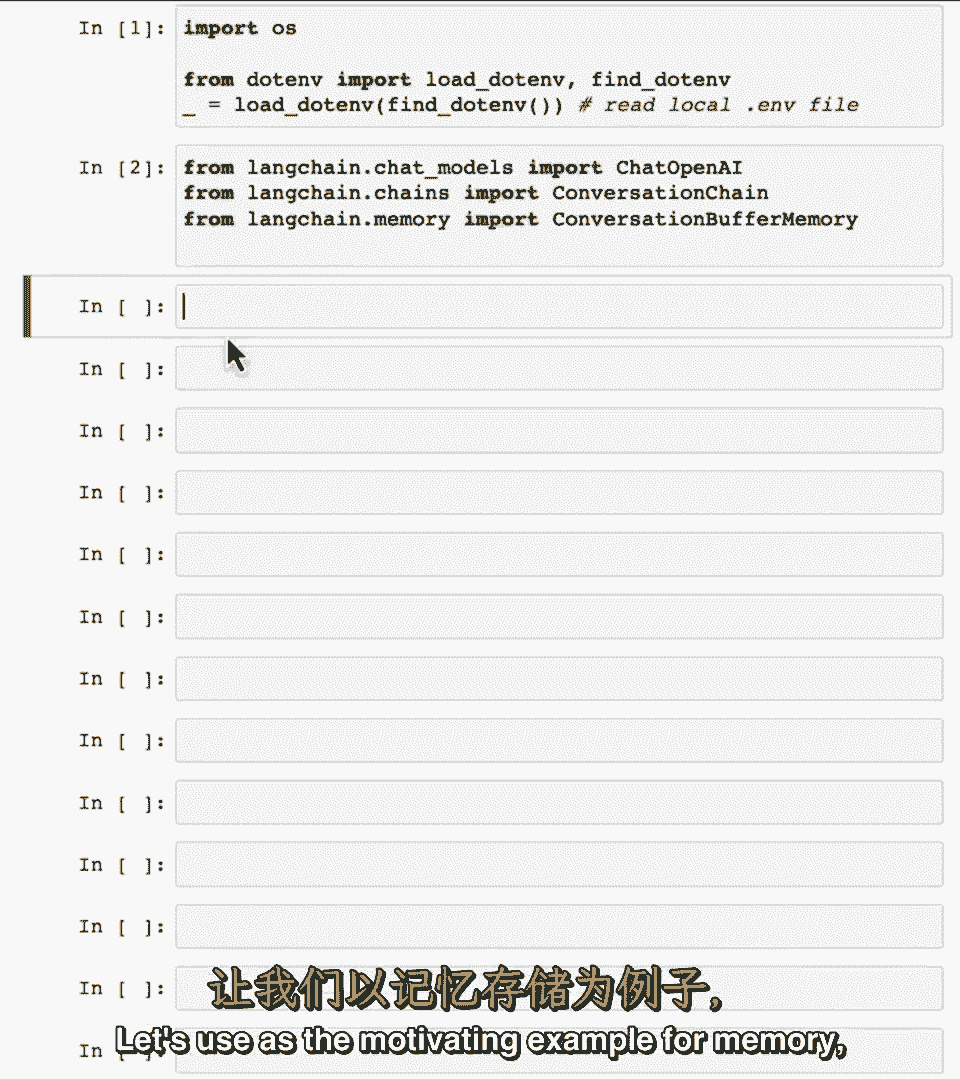 In [1]: import os
from dotenv import load_dotenv, find_dotenv
_ = load_dotenv(find_dotenv()) # read local .env file
In [2]: from langchain.chat_models import ChatOpenAI
from langchain.chains import ConversationChain
from langchain.memory import ConversationBufferMemory
In [ ]:
In [ ]:
In [ ]:
In [ ]:
In [ ]:
In [ ]:
In [ ]:
In [ ]:
In [ ]:
In [ ]:
In [ ]:
In [ ]:
让我们以记忆存储为例子，
In [ ]:
Let's use as the motivating example for memory,